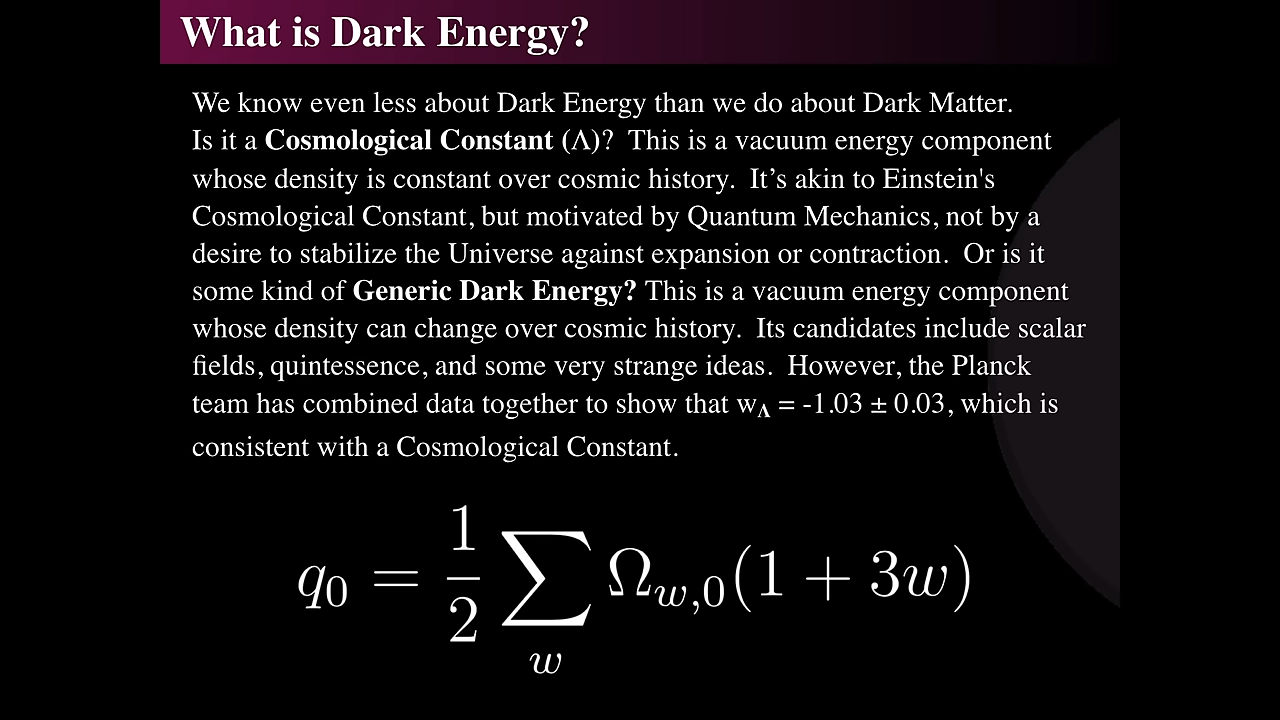 What is Dark Energy?
We know even less about Dark Energy than we do about Dark Matter.
Is it a Cosmological Constant (Λ)?  This is a vacuum energy component
whose density is constant over cosmic history.  It’s akin to Einstein's
Cosmological Constant, but motivated by Quantum Mechanics, not by a
desire to stabilize the Universe against expansion or contraction.  Or is it
some kind of Generic Dark Energy? This is a vacuum energy component
whose density can change over cosmic history.  Its candidates include scalar
fields, quintessence, and some very strange ideas.  However, the Planck
team has combined data together to show that w_Λ = -1.03 ± 0.03, which is
consistent with a Cosmological Constant.
q_0 = \frac{1}{2} \sum_w Ω_{w,0}(1 + 3w)